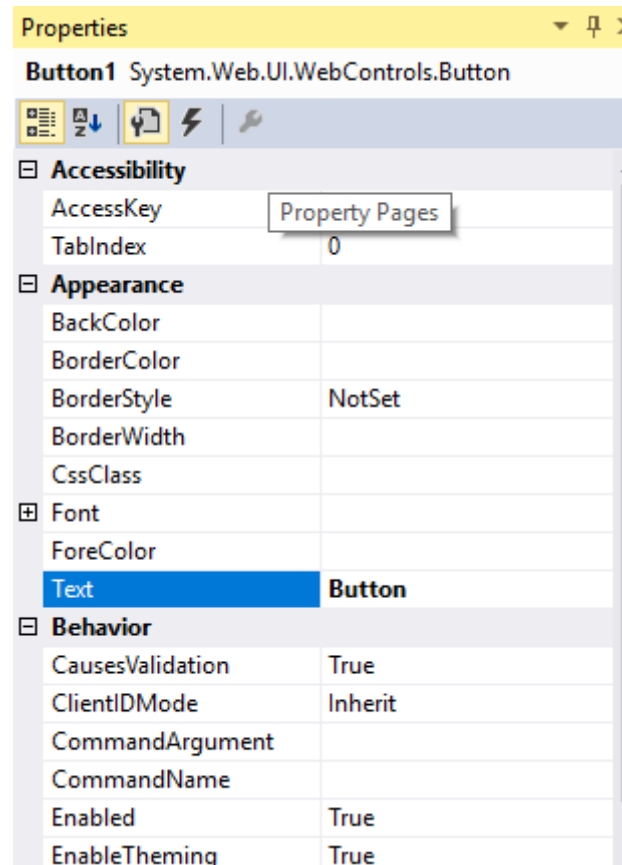 Properties
Button1 System.Web.UI.WebControls.Button
Accessibility
AccessKey
Property Pages
TabIndex 0
Appearance
BackColor
BorderColor
BorderStyle NotSet
BorderWidth
CssClass
Font
ForeColor
Text Button
Behavior
CausesValidation True
ClientIDMode Inherit
CommandArgument
CommandName
Enabled True
EnableTheming True